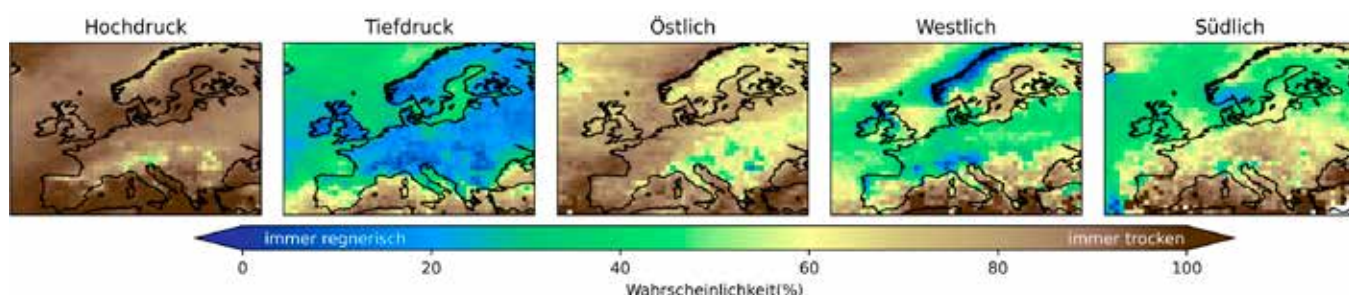 Hochdruck Tiefdruck Östlich Westlich Südlich
immer regnerisch immer trocken
0 20 40 60 80 100
Wahrscheinlichkeit(%)